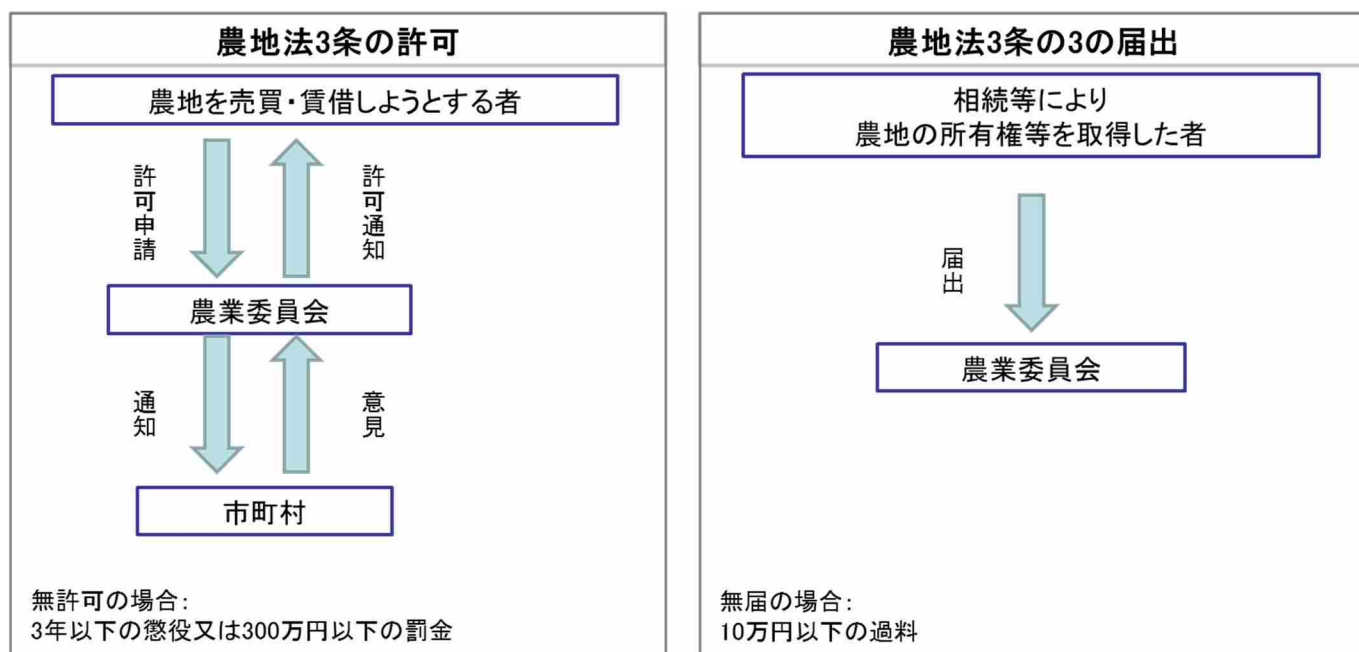 農地法3条の許可
農地を売買・賃借しようとする者
許可申請
許可通知
農業委員会
通知
意見
市町村
無許可の場合:
3年以下の懲役又は300万円以下の罰金
農地法3条の3の届出
相続等により
農地の所有権等を取得した者
届出
農業委員会
無届の場合:
10万円以下の過料